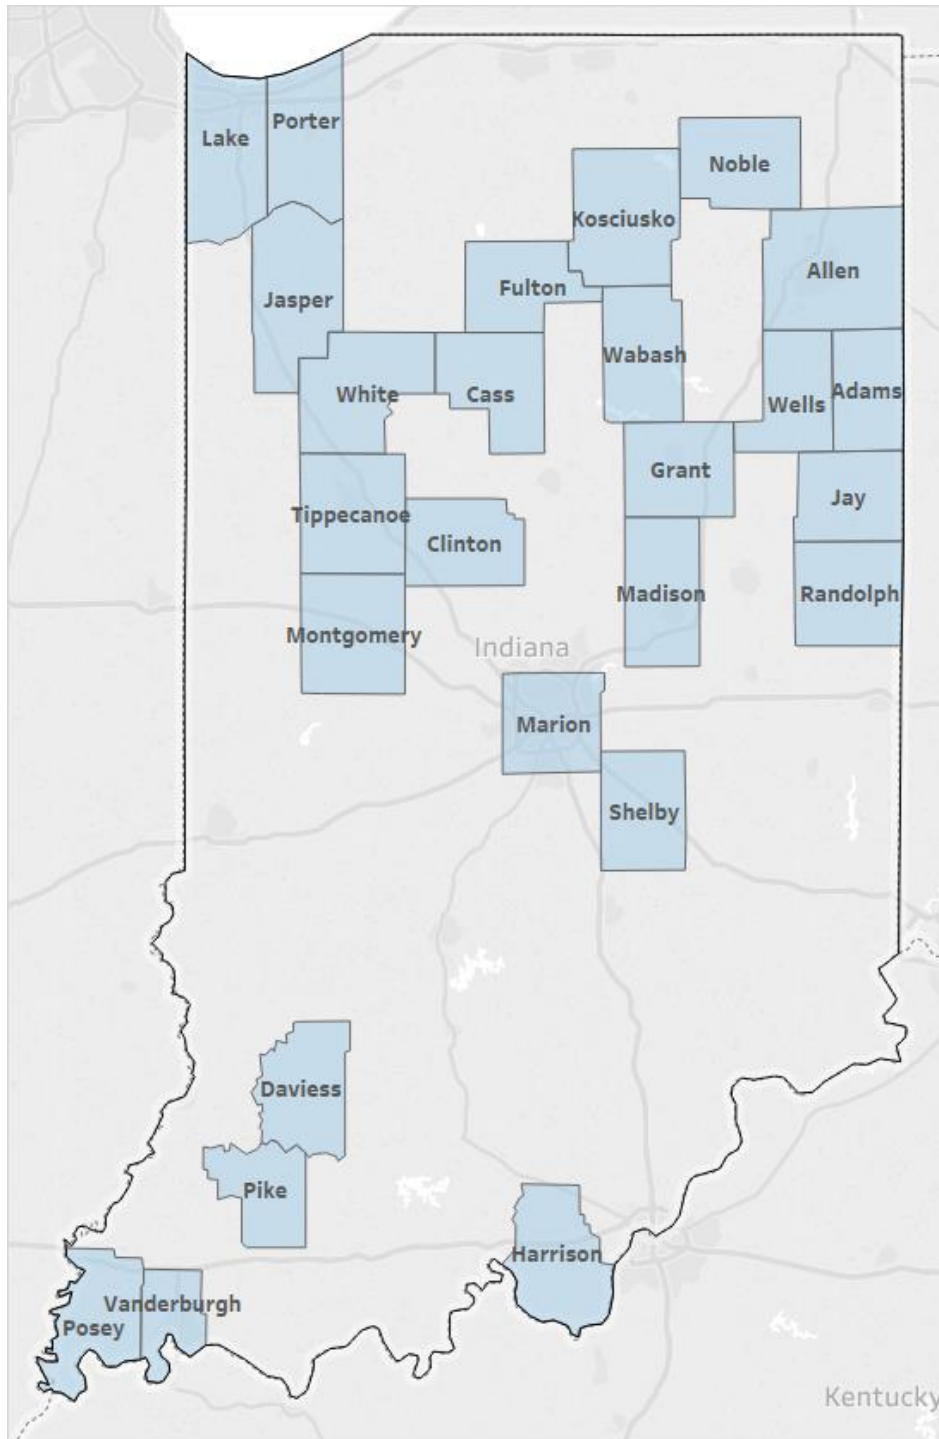 Porter
Lake
Noble
Kosciusko
Allen
Fulton
Jasper
Wabash
White
Cass
Adams
Wells
Grant
Jay
Tippecanoe
Clinton
Madison
Randolph
Montgomery
Indiana
Marion
Shelby
Daviess
Pike
Harrison
Vanderburgh
Posey
Kentucky